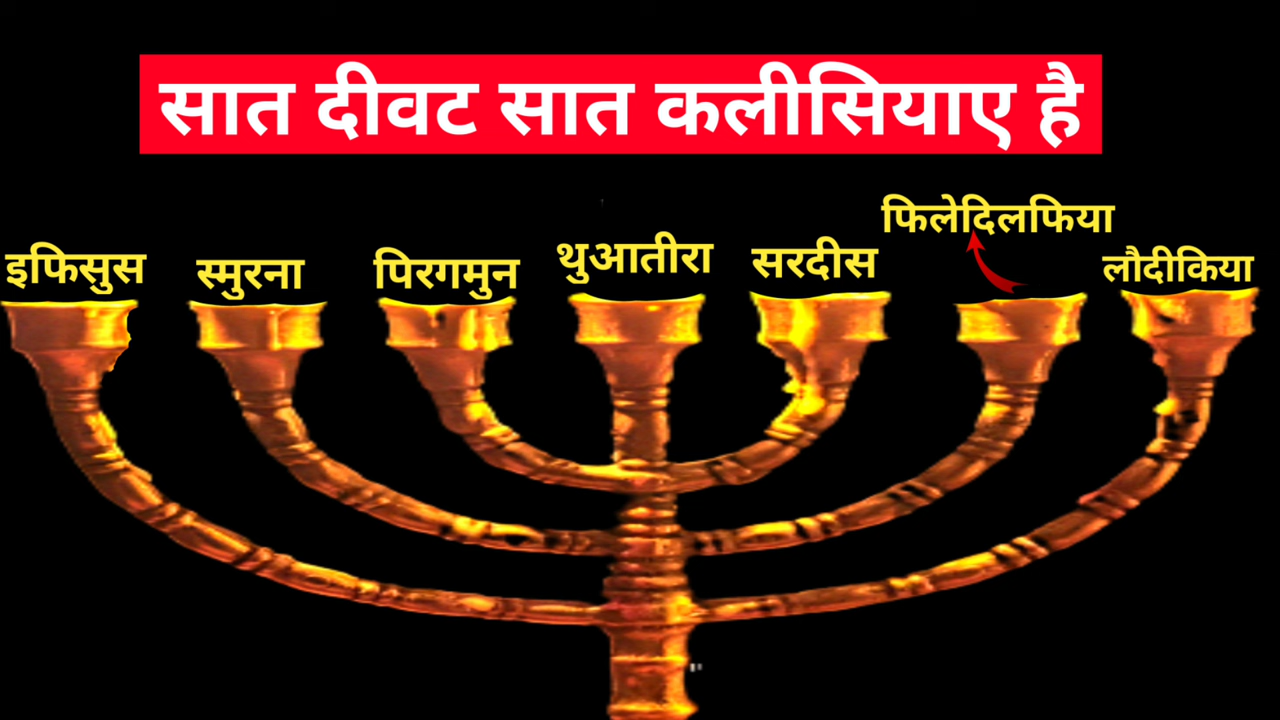 सात दीवट सात कलीसियाए है
इफिसुस
स्मुरना
पिरगमुन
थुआतीरा
सरदीस
फिलेदिलफिया
लौदीकिया